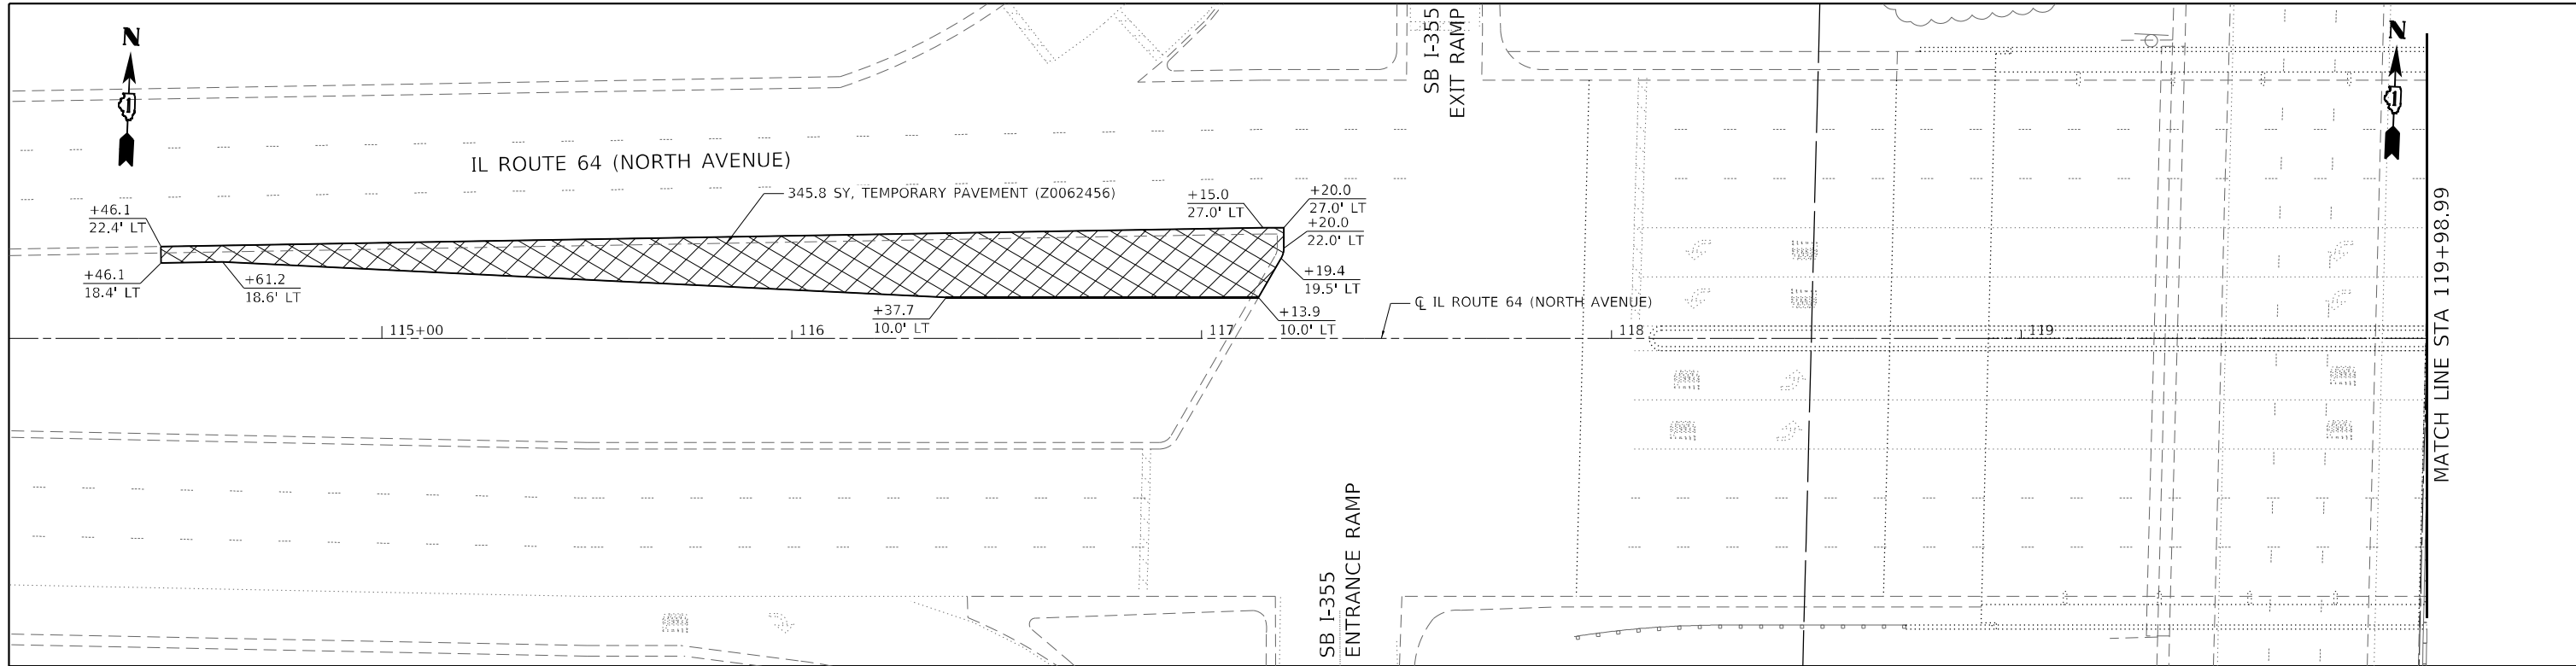 N
1
SB I-355
EXIT RAMP
N
1
IL ROUTE 64 (NORTH AVENUE)
345.8 SY, TEMPORARY PAVEMENT (Z0062456)
+46.1
22.4' LT
+15.0
27.0' LT
+20.0
27.0' LT
+20.0
22.0' LT
+46.1
18.4' LT
+61.2
18.6' LT
+19.4
19.5' LT
+37.7
10.0' LT
+13.9
10.0' LT
℄ IL ROUTE 64 (NORTH AVENUE)
115+00
116
117
118
119
MATCH LINE STA 119+98.99
SB I-355
ENTRANCE RAMP